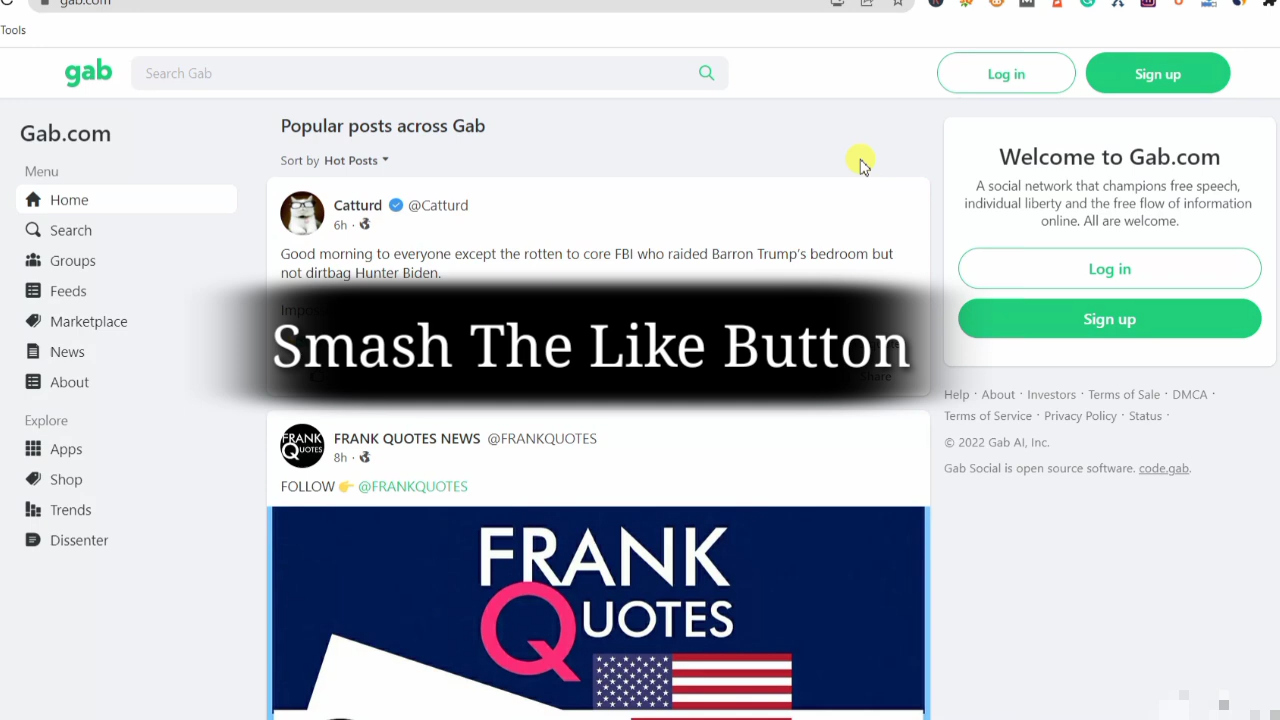 gab.com
Tools
gab
Search Gab
Log in
Sign up
Gab.com
Menu
Home
Search
Groups
Feeds
Marketplace
News
About
Explore
Apps
Shop
Trends
Dissenter
Popular posts across Gab
Sort by Hot Posts
Catturd @Catturd
6h ·
Good morning to everyone except the rotten to core FBI who raided Barron Trump's bedroom but
not dirtbag Hunter Biden.
Smash The Like Button
FRANK QUOTES NEWS @FRANKQUOTES
8h ·
FOLLOW 👉 @FRANKQUOTES
FRANK
QUOTES
FRANK
QUOTES
Welcome to Gab.com
A social network that champions free speech,
individual liberty and the free flow of information
online. All are welcome.
Log in
Sign up
Help · About · Investors · Terms of Sale · DMCA ·
Terms of Service · Privacy Policy · Status ·
© 2022 Gab AI, Inc.
Gab Social is open source software. code.gab.